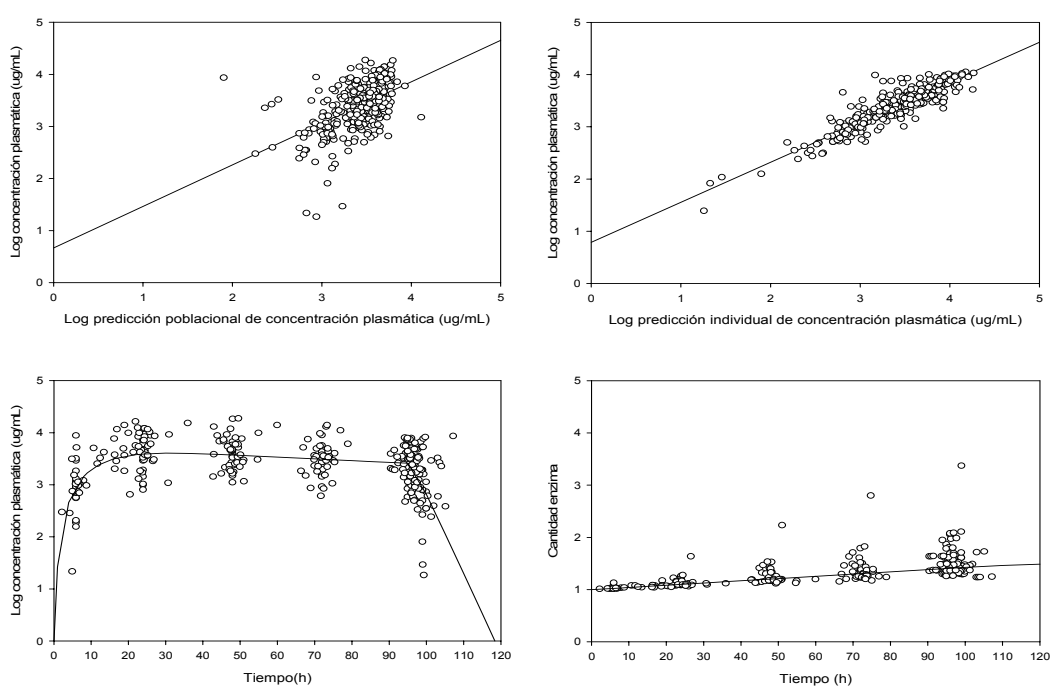 5
4
3
2
1
0
Log concentración plasmática (ug/mL)
0 1 2 3 4 5
Log predicción poblacional de concentración plasmática (ug/mL)
5
4
3
2
1
0
Log concentración plasmática (ug/mL)
0 1 2 3 4 5
Log predicción individual de concentración plasmática (ug/mL)
5
4
3
2
1
0
Log concentración plasmática (ug/mL)
0 10 20 30 40 50 60 70 80 90 100 110 120
Tiempo(h)
5
4
3
2
1
0
Cantidad enzima
0 10 20 30 40 50 60 70 80 90 100 110 120
Tiempo (h)